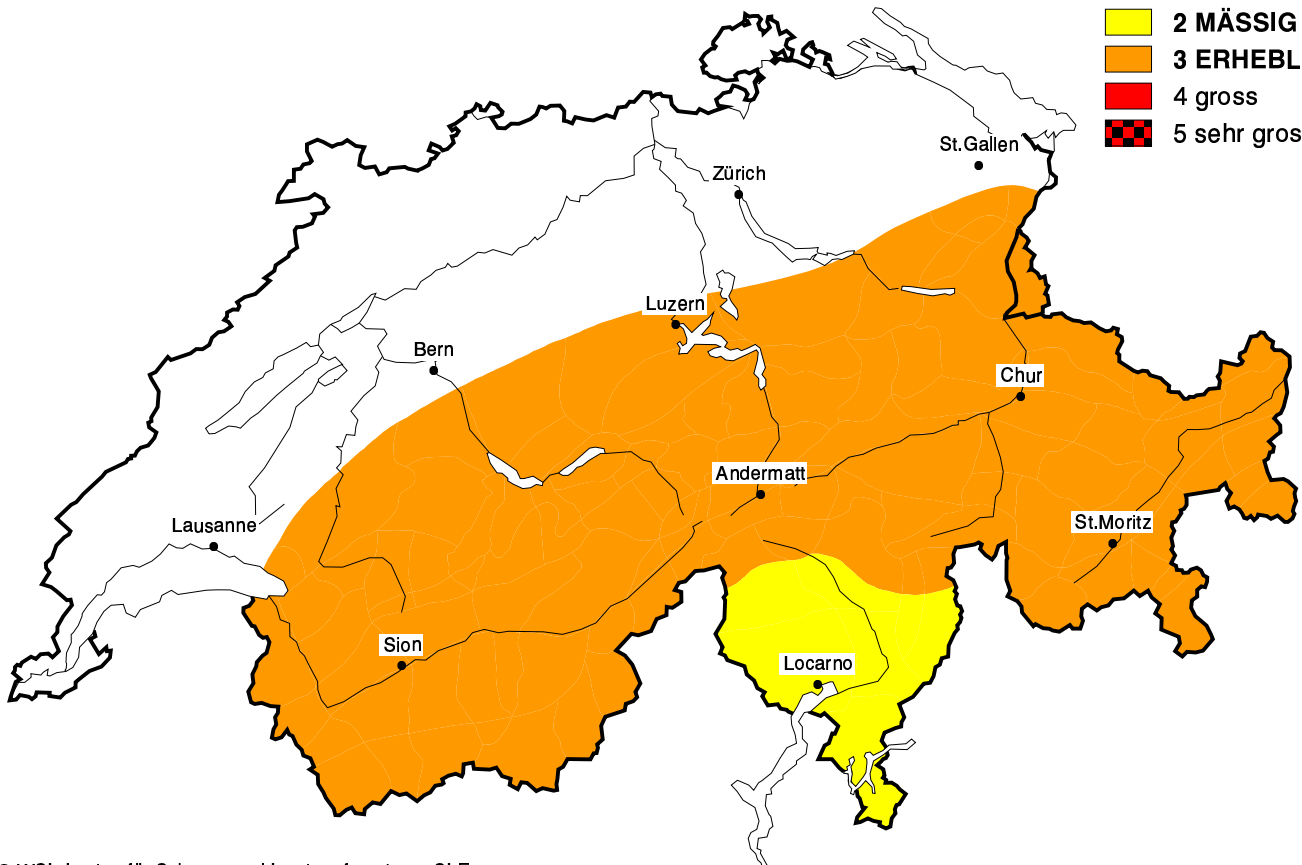 2 MÄSSIG
3 ERHEBL
4 gross
5 sehr gros
St.Gallen
Zürich
Luzern
Bern
Chur
Andermatt
Lausanne
St.Moritz
Sion
Locarno